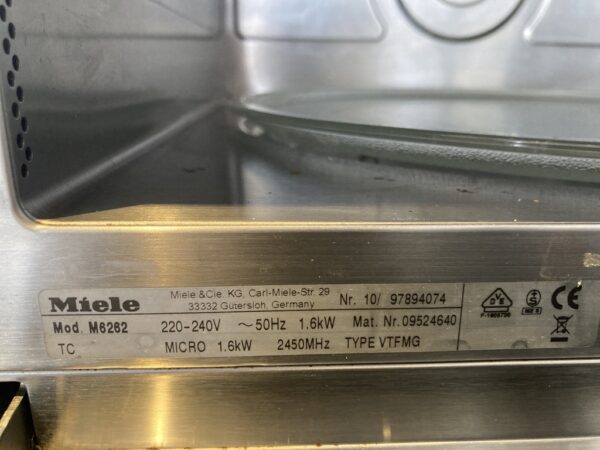 Miele
Miele &Cie. KG, Carl-Miele-Str. 29
33332 Gütersloh, Germany
Nr. 10/ 97894074
Mod. M6262 220-240V ~50Hz 1.6kW Mat. Nr. 09524640
TC MICRO 1.6kW 2450MHz TYPE VTFMG
DVE
CE